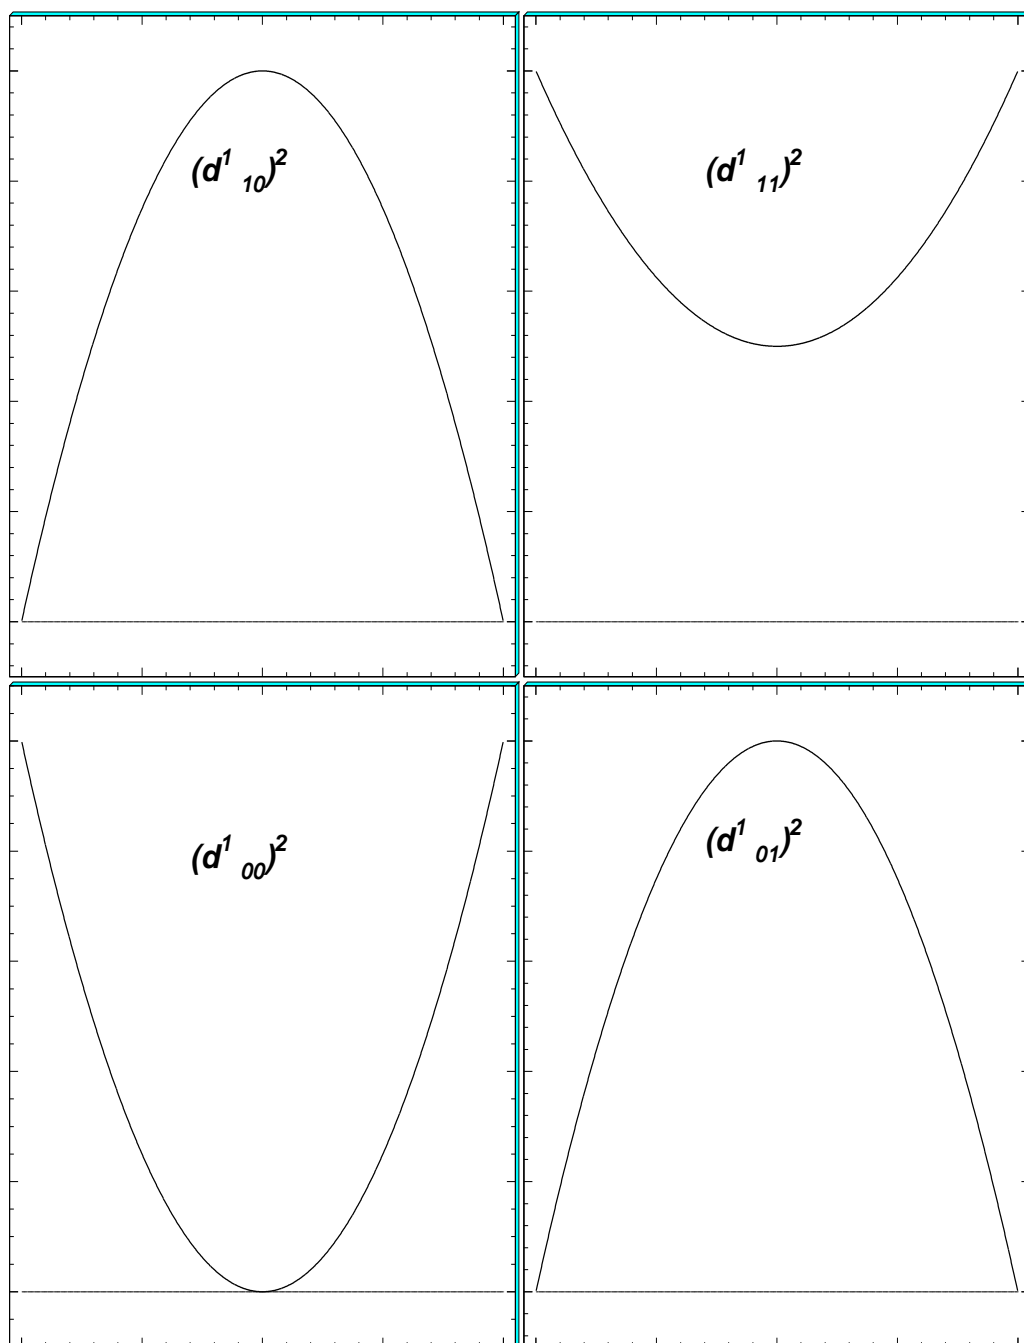 (d¹ ₁₀)²
(d¹ ₁₁)²
(d¹ ₀₀)²
(d¹ ₀₁)²